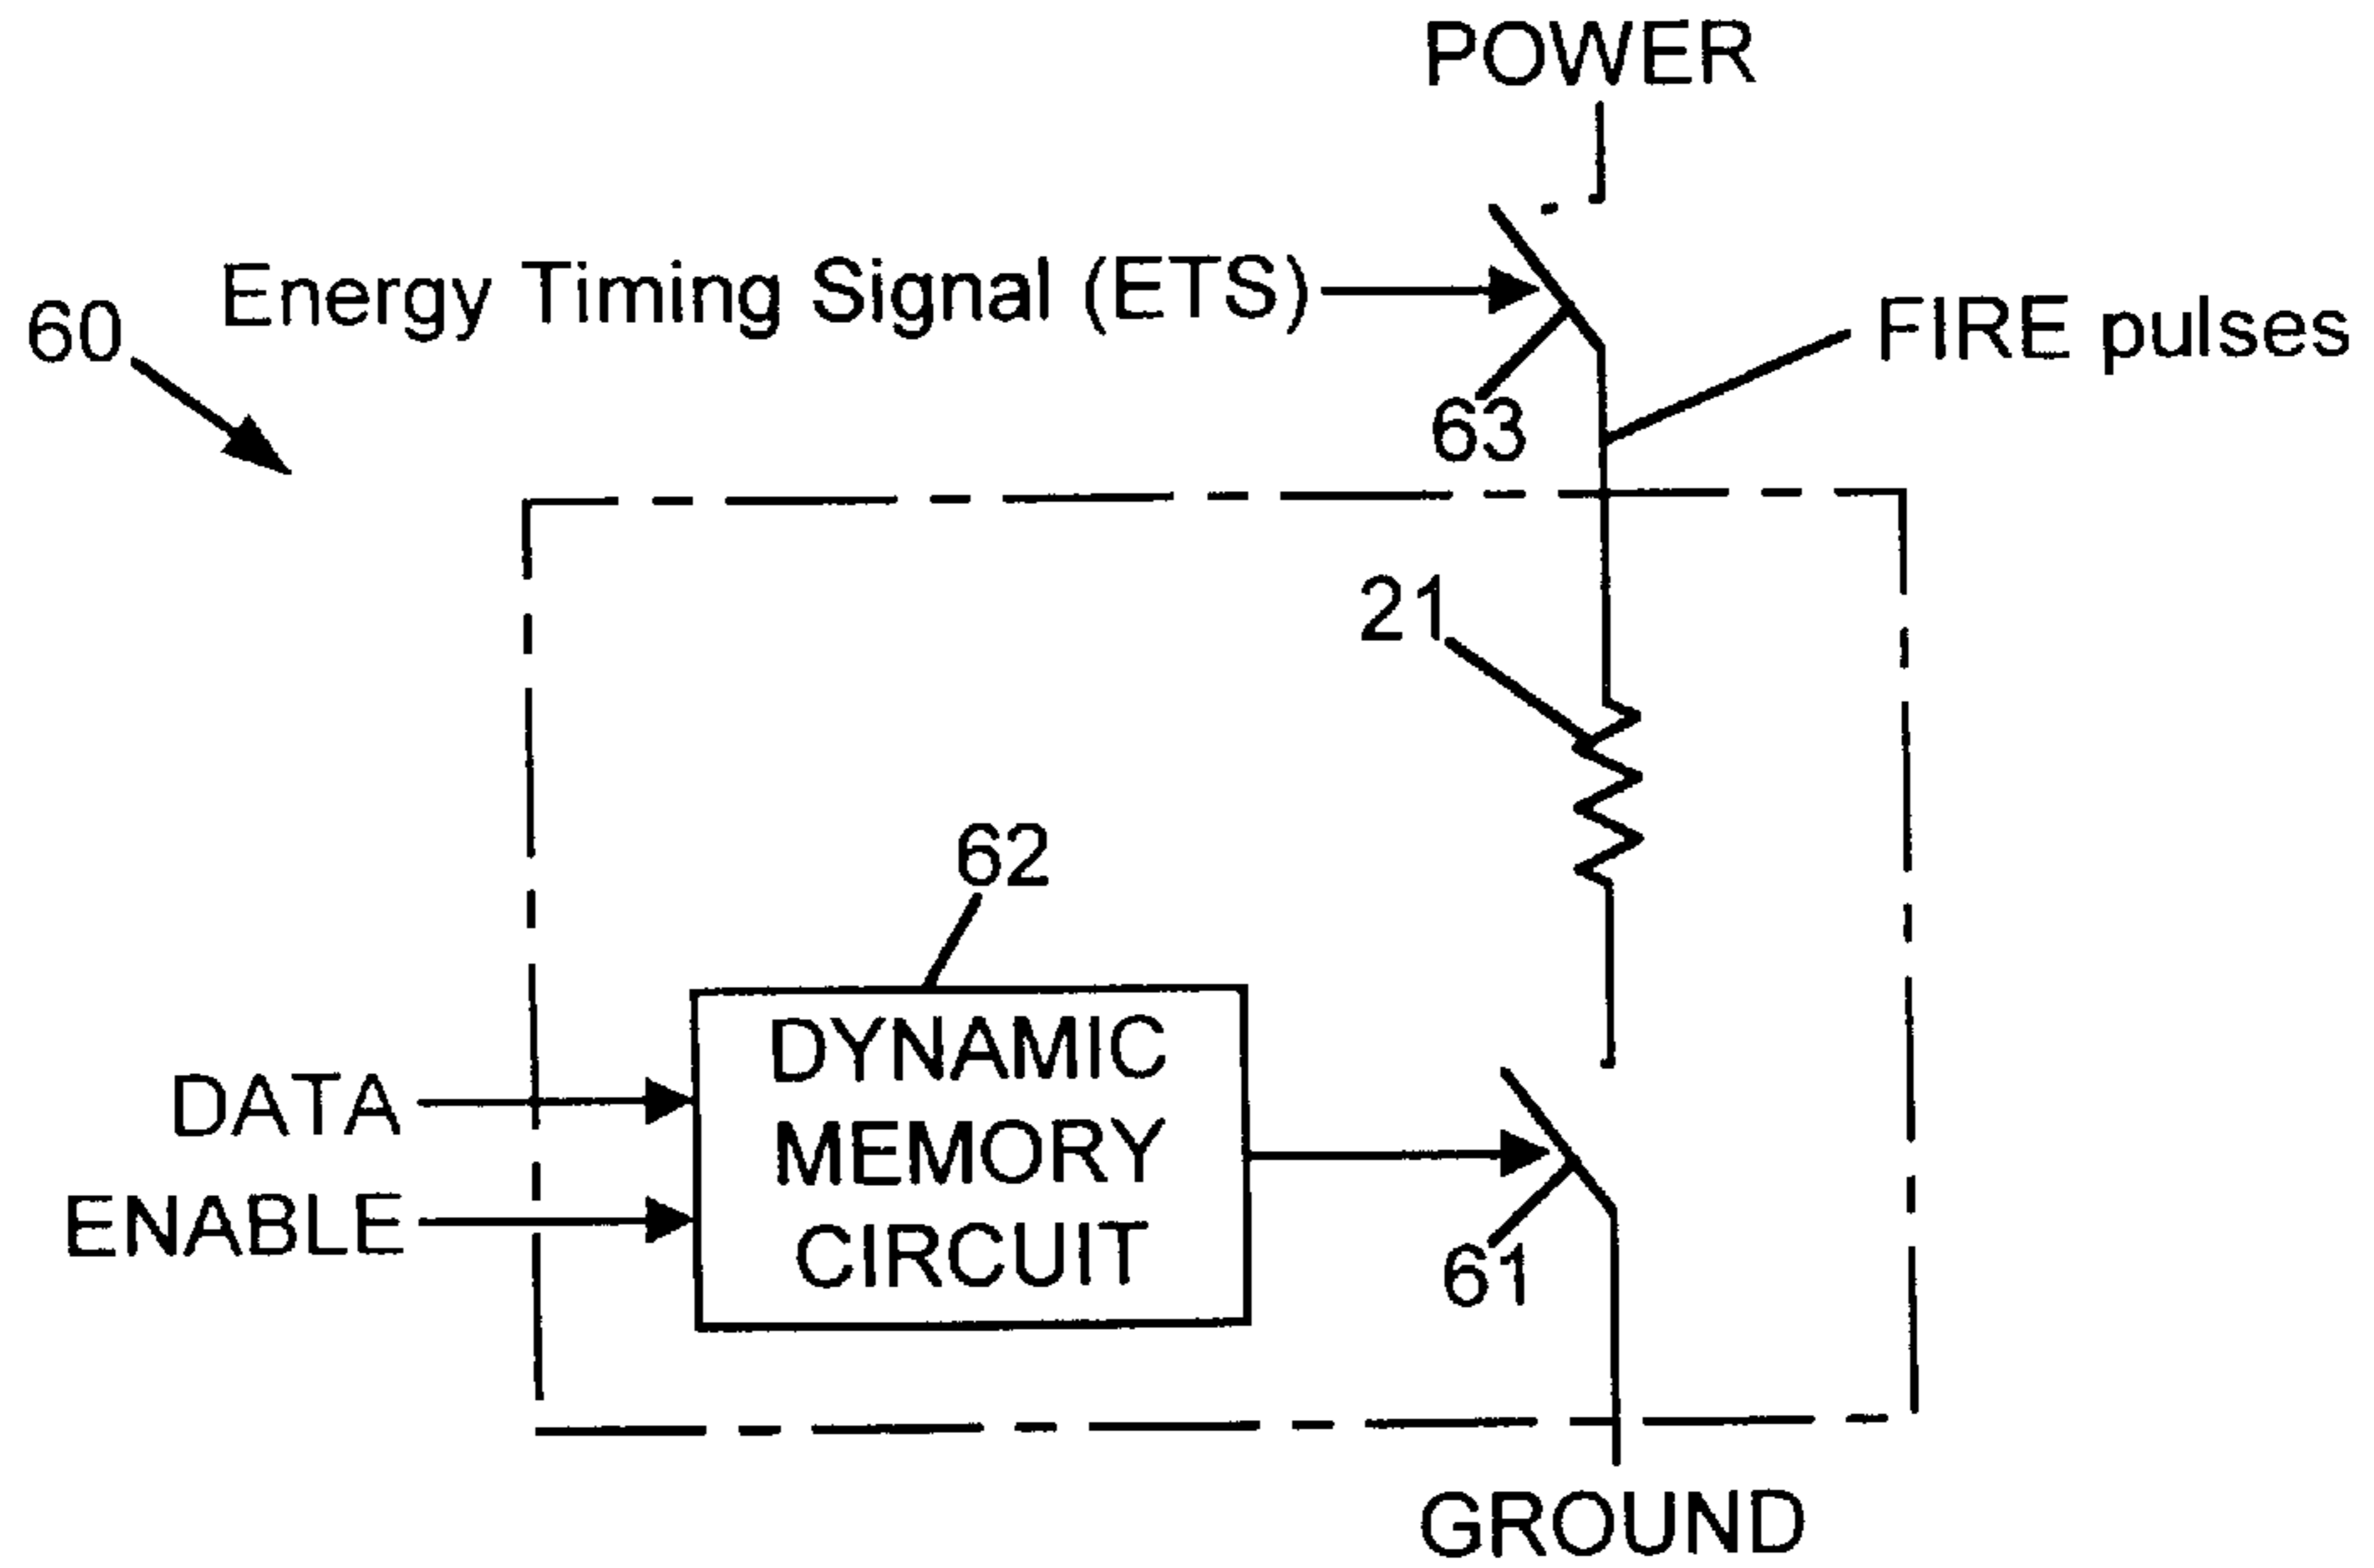 POWER
Energy Timing Signal (ETS)
60
FIRE pulses
63
21
62
DYNAMIC
MEMORY
CIRCUIT
DATA
ENABLE
61
GROUND